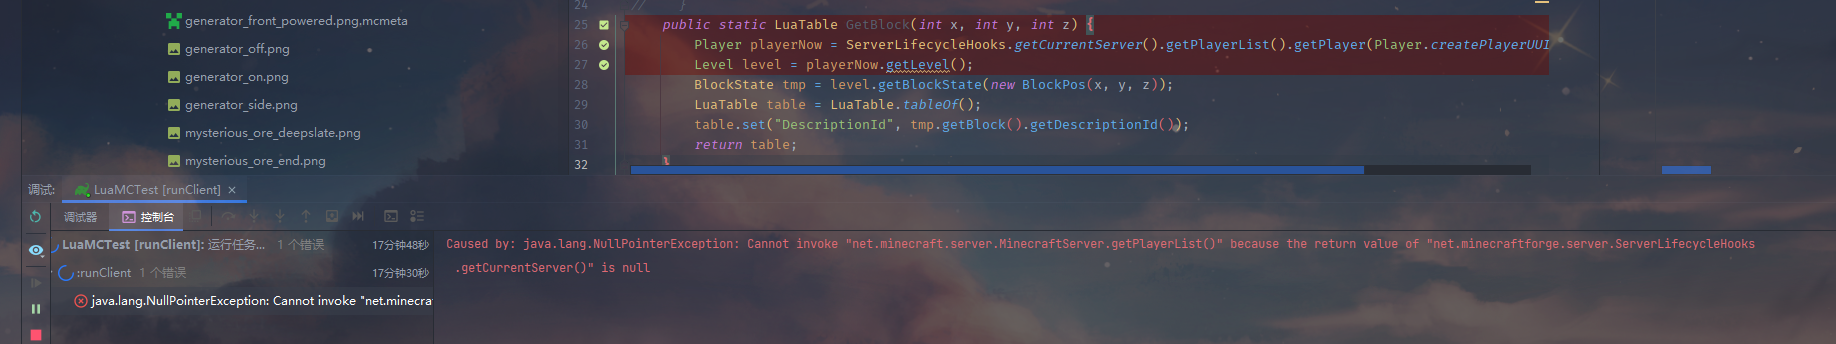 generator_front_powered.png.mcmeta
generator_off.png
generator_on.png
generator_side.png
mysterious_ore_deepslate.png
mysterious_ore_end.png
24 // }
25 public static LuaTable GetBlock(int x, int y, int z) {
26 Player playerNow = ServerLifecycleHooks.getCurrentServer().getPlayerList().getPlayer(Player.createPlayerUUI
27 Level level = playerNow.getLevel();
28 BlockState tmp = level.getBlockState(new BlockPos(x, y, z));
29 LuaTable table = LuaTable.tableOf();
30 table.set("DescriptionId", tmp.getBlock().getDescriptionId());
31 return table;
32 }
调试: LuaMCTest [runClient] ×
调试器 控制台
LuaMCTest [runClient]: 运行任务... 1 个错误 17分钟48秒
:runClient 1 个错误 17分钟30秒
java.lang.NullPointerException: Cannot invoke "net.minecraf
Caused by: java.lang.NullPointerException: Cannot invoke "net.minecraft.server.MinecraftServer.getPlayerList()" because the return value of "net.minecraftforge.server.ServerLifecycleHooks
.getCurrentServer()" is null